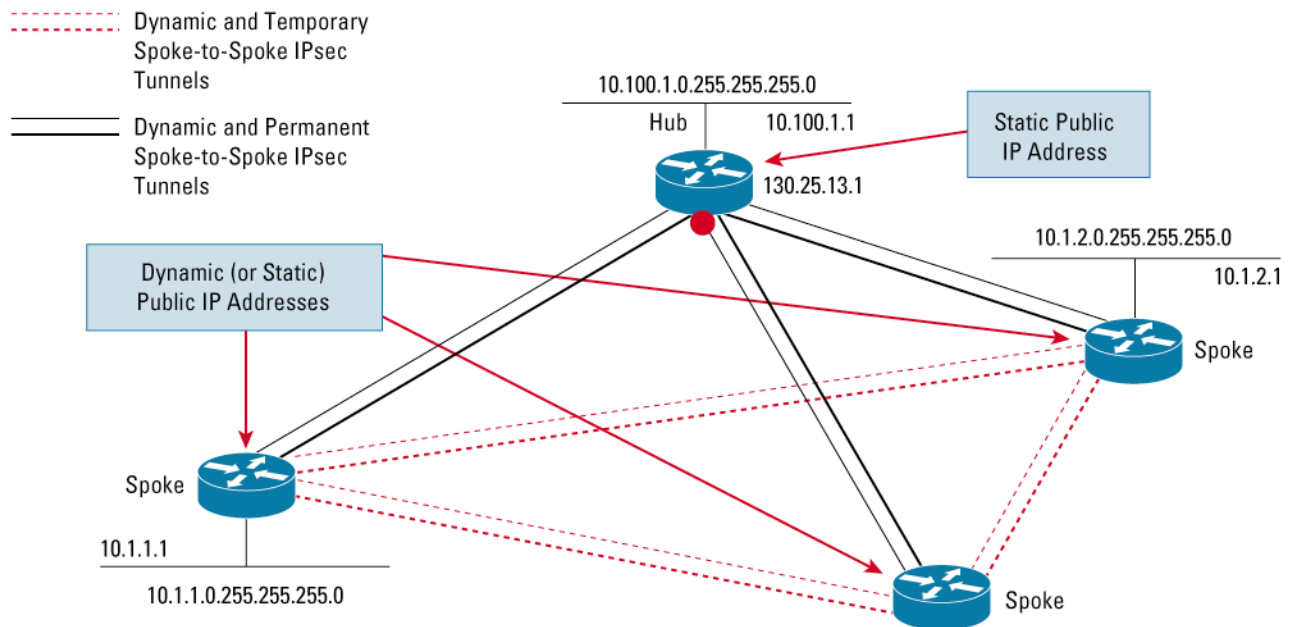 Dynamic and Temporary
Spoke-to-Spoke IPsec
Tunnels
Dynamic and Permanent
Spoke-to-Spoke IPsec
Tunnels
10.100.1.0.255.255.255.0
Hub
10.100.1.1
130.25.13.1
Static Public
IP Address
Dynamic (or Static)
Public IP Addresses
10.1.2.0.255.255.255.0
10.1.2.1
Spoke
Spoke
10.1.1.1
10.1.1.0.255.255.255.0
Spoke